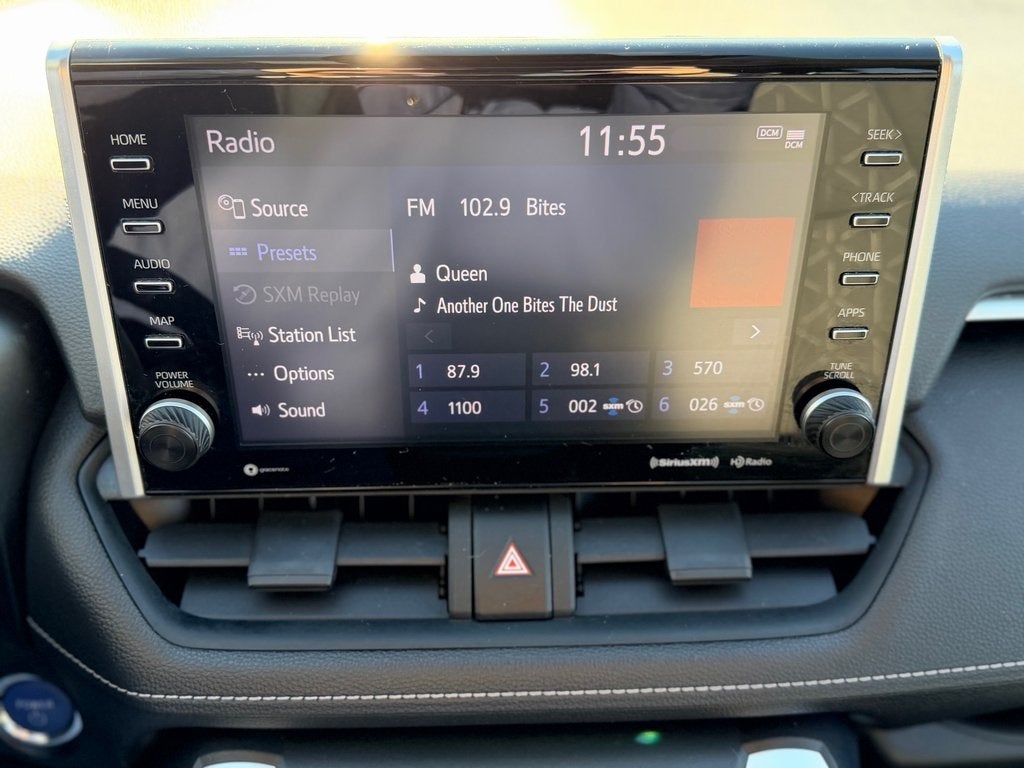 HOME
MENU
AUDIO
MAP
POWER
VOLUME
Radio
11:55
DCM
DCM
Source
Presets
SXM Replay
Station List
Options
Sound
FM 102.9 Bites
Queen
Another One Bites The Dust
<
>
1 87.9
2 98.1
3 570
4 1100
5 002 sxm
6 026 sxm
SEEK>
<TRACK
PHONE
APPS
TUNE
SCROLL
gracenote
((SiriusXM))
HD Radio
POWER